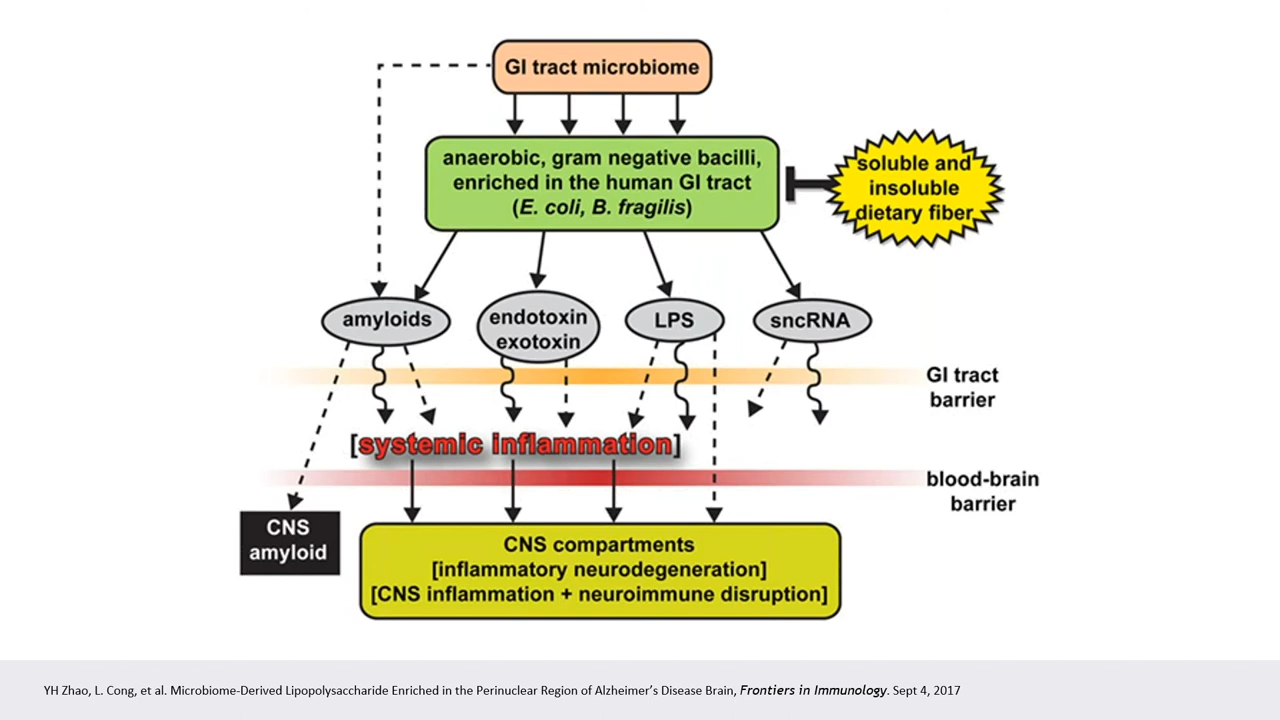 GI tract microbiome
anaerobic, gram negative bacilli,
enriched in the human GI tract
(E. coli, B. fragilis)
soluble and
insoluble
dietary fiber
amyloids
endotoxin
exotoxin
LPS
sncRNA
GI tract
barrier
[systemic inflammation]
blood-brain
barrier
CNS
amyloid
CNS compartments
[inflammatory neurodegeneration]
[CNS inflammation + neuroimmune disruption]
YH Zhao, L. Cong, et al. Microbiome-Derived Lipopolysaccharide Enriched in the Perinuclear Region of Alzheimer's Disease Brain, Frontiers in Immunology. Sept 4, 2017